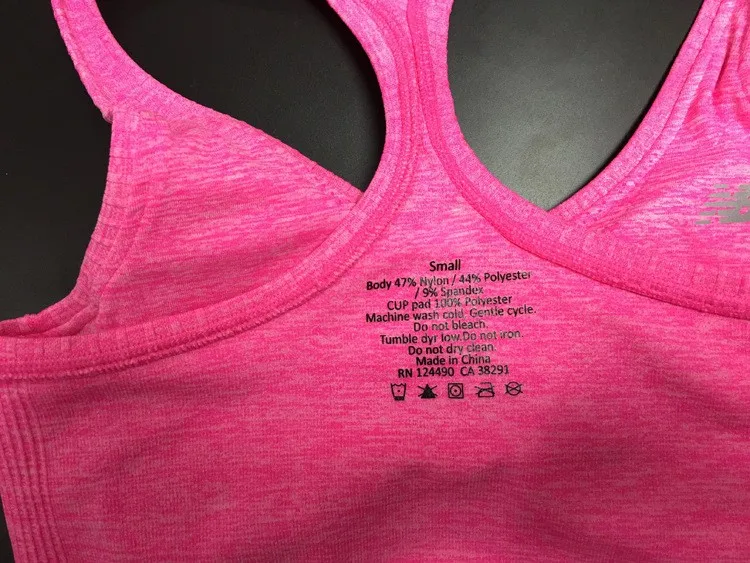 Small
Body 47% Nylon / 44% Polyester
/ 9% Spandex
CUP pad 100% Polyester
Machine wash cold. Gentle cycle.
Do not bleach.
Tumble dyr low.Do not iron.
Do not dry clean.
Made in China
RN 124490 CA 38291